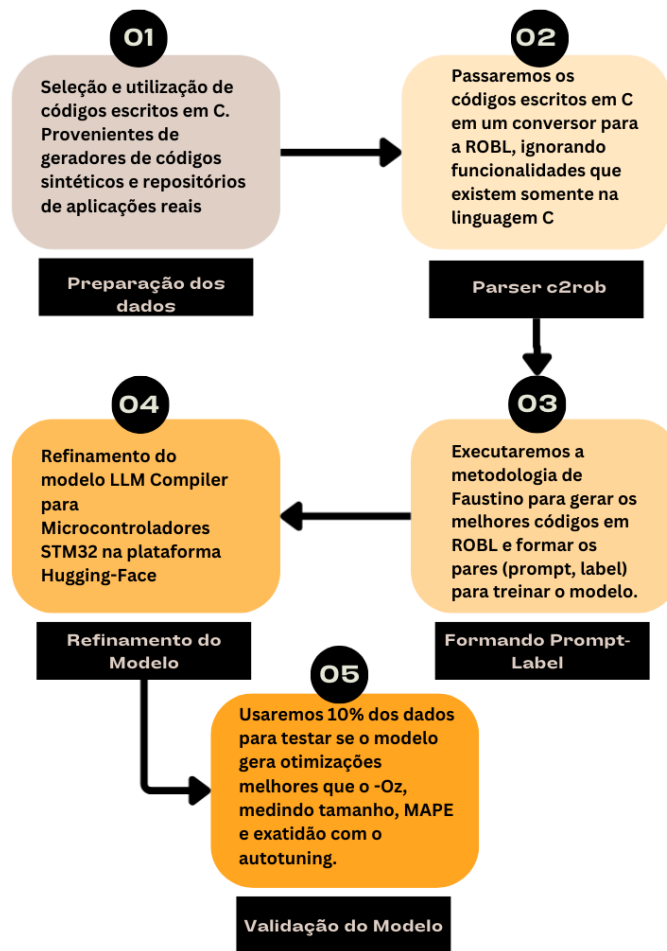 01
Seleção e utilização de
códigos escritos em C.
Provenientes de
geradores de códigos
sintéticos e repositórios
de aplicações reais
Preparação dos
dados
02
Passaremos os
códigos escritos em C
em um conversor para
a ROBL, ignorando
funcionalidades que
existem somente na
linguagem C
Parser c2rob
03
Executaremos a
metodologia de
Faustino para gerar os
melhores códigos em
ROBL e formar os
pares (prompt, label)
para treinar o modelo.
Formando Prompt-
Label
04
Refinamento do
modelo LLM Compiler
para
Microcontroladores
STM32 na plataforma
Hugging-Face
Refinamento do
Modelo
05
Usaremos 10% dos dados
para testar se o modelo
gera otimizações
melhores que o -Oz,
medindo tamanho, MAPE
e exatidão com o
autotuning.
Validação do Modelo